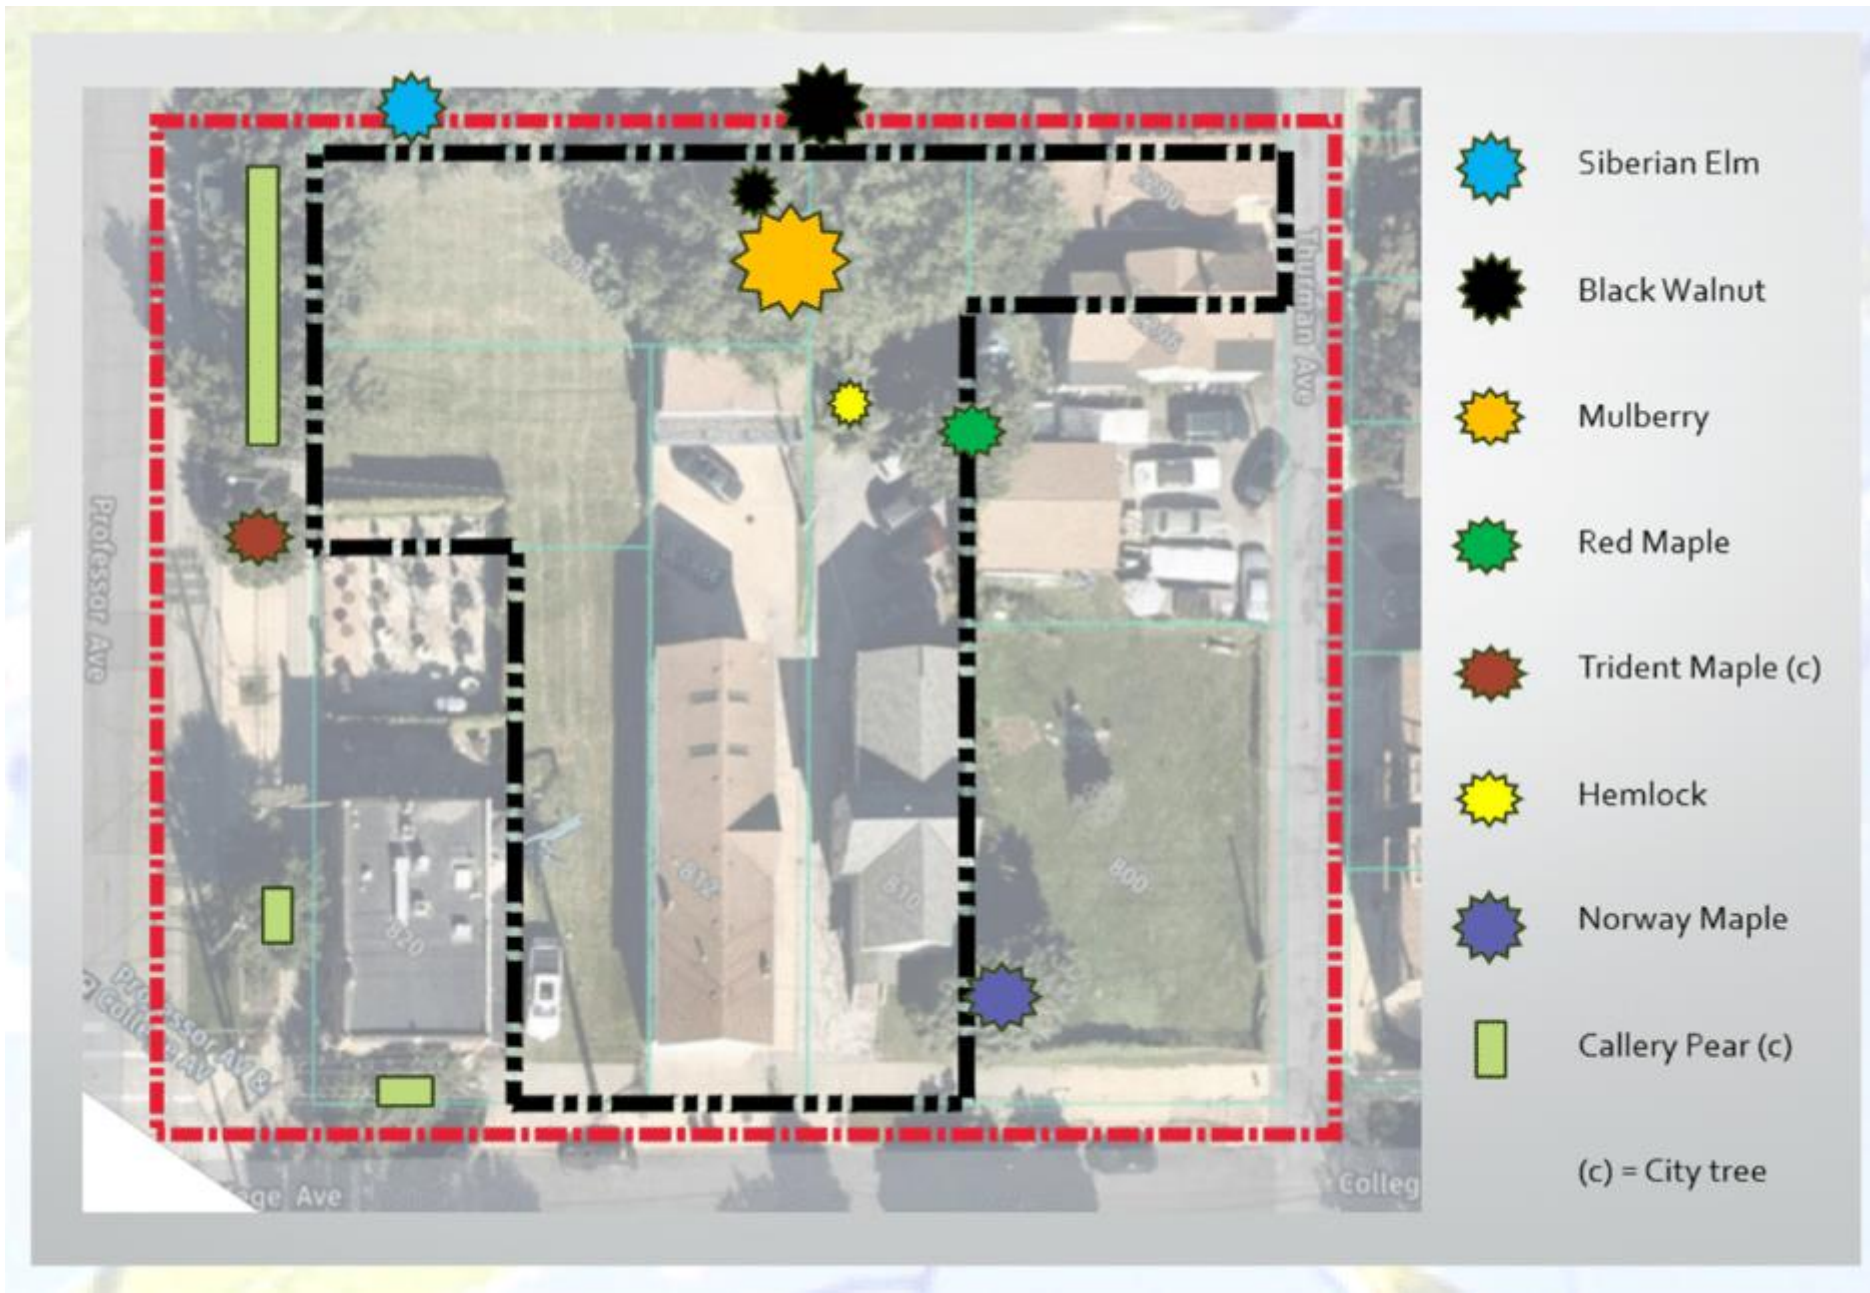 Siberian Elm
Black Walnut
Mulberry
Red Maple
Trident Maple (c)
Hemlock
Norway Maple
Callery Pear (c)
(c) = City tree
Thurman Ave
Professor Ave
812
810
800
820
Professor AV &
College AV
ege Ave
Colleg